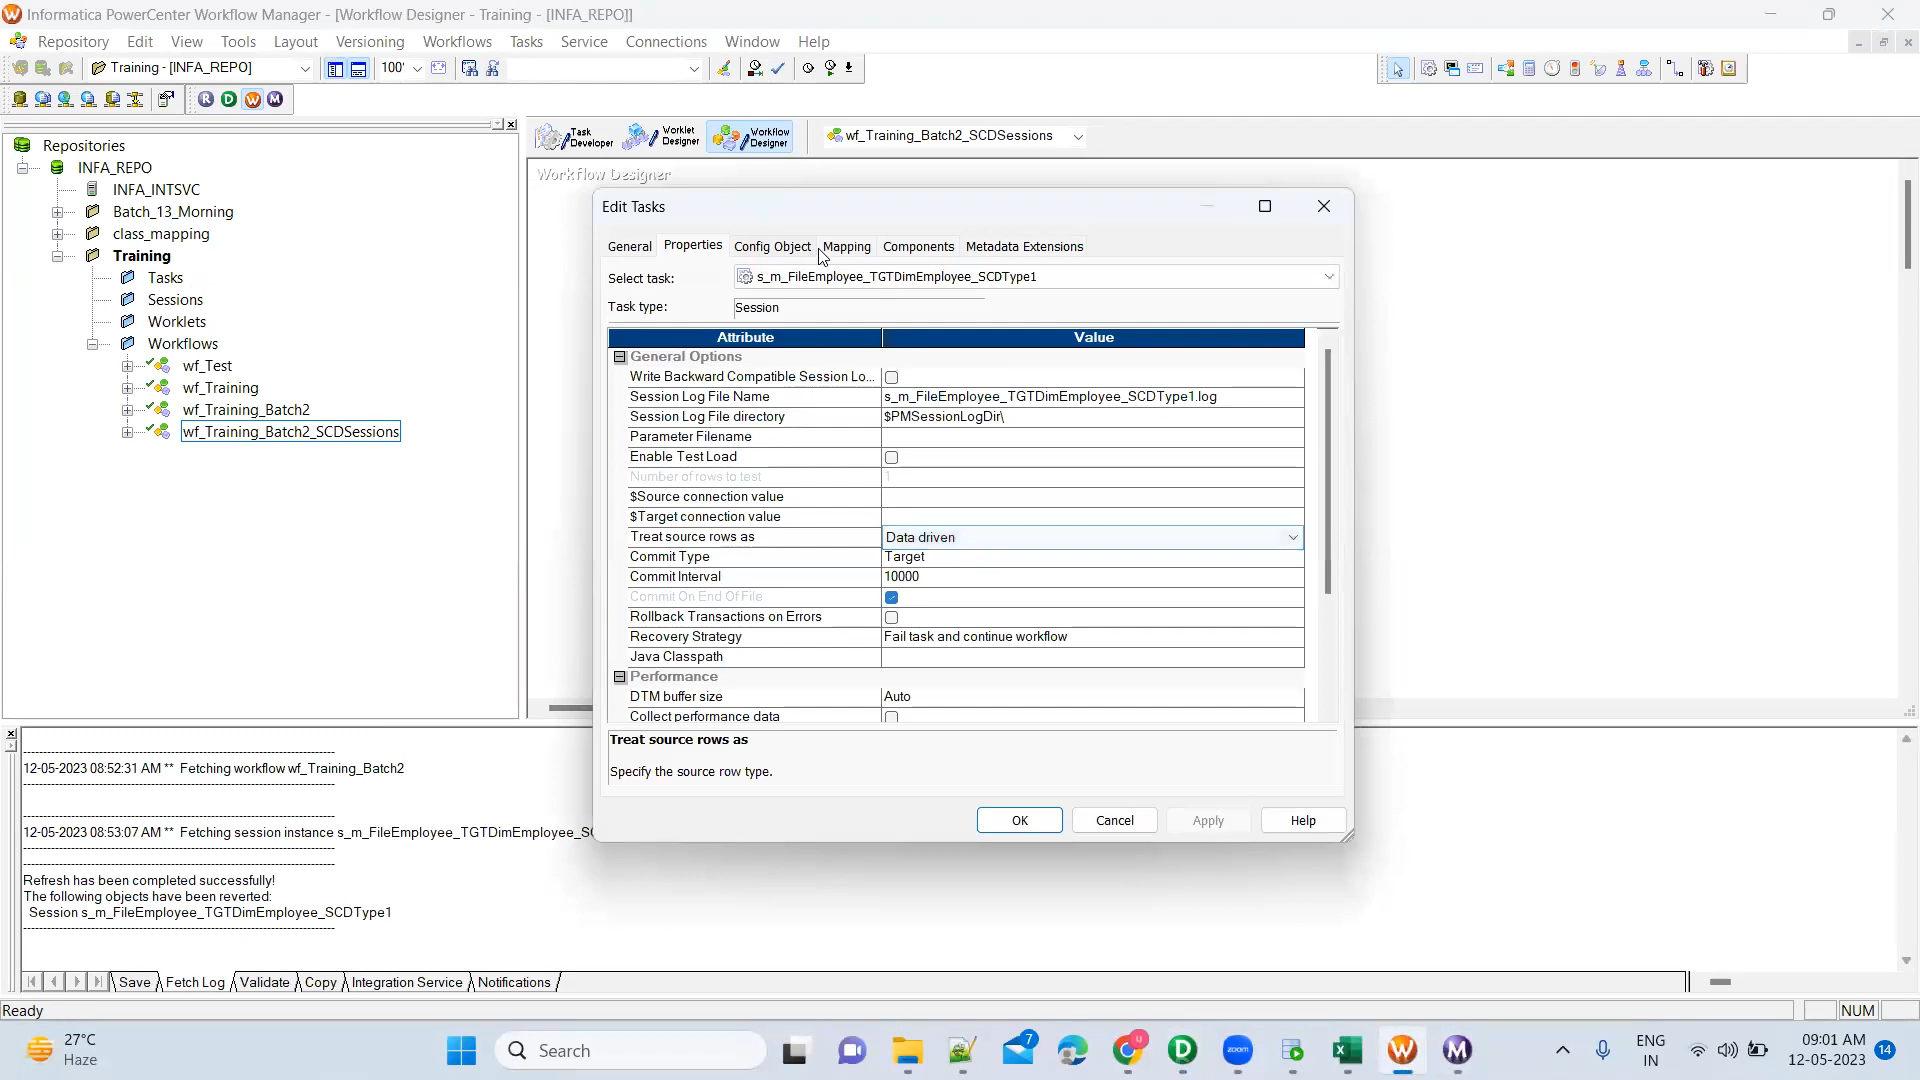 Informatica PowerCenter Workflow Manager - [Workflow Designer - Training - [INFA_REPO]]
Repository Edit View Tools Layout Versioning Workflows Tasks Service Connections Window Help
Training - [INFA_REPO] 100'
R D W M
Repositories
INFA_REPO
INFA_INTSVC
Batch_13_Morning
class_mapping
Training
Tasks
Sessions
Worklets
Workflows
wf_Test
wf_Training
wf_Training_Batch2
wf_Training_Batch2_SCDSessions
Task Developer
Worklet Designer
Workflow Designer
wf_Training_Batch2_SCDSessions
Workflow Designer
Edit Tasks
General Properties Config Object Mapping Components Metadata Extensions
Select task: s_m_FileEmployee_TGTDimEmployee_SCDType1
Task type: Session
Attribute Value
General Options
Write Backward Compatible Session Lo...
Session Log File Name s_m_FileEmployee_TGTDimEmployee_SCDType1.log
Session Log File directory $PMSessionLogDir\
Parameter Filename
Enable Test Load
Number of rows to test 1
$Source connection value
$Target connection value
Treat source rows as Data driven
Commit Type Target
Commit Interval 10000
Commit On End Of File
Rollback Transactions on Errors
Recovery Strategy Fail task and continue workflow
Java Classpath
Performance
DTM buffer size Auto
Collect performance data
Treat source rows as
Specify the source row type.
OK Cancel Apply Help
12-05-2023 08:52:31 AM ** Fetching workflow wf_Training_Batch2
12-05-2023 08:53:07 AM ** Fetching session instance s_m_FileEmployee_TGTDimEmployee_SC
Refresh has been completed successfully!
The following objects have been reverted:
Session s_m_FileEmployee_TGTDimEmployee_SCDType1
Save Fetch Log Validate Copy Integration Service Notifications
Ready NUM
27°C
Haze
Search
7
u
zoom
W
M
D
ENG
IN
09:01 AM
12-05-2023
14